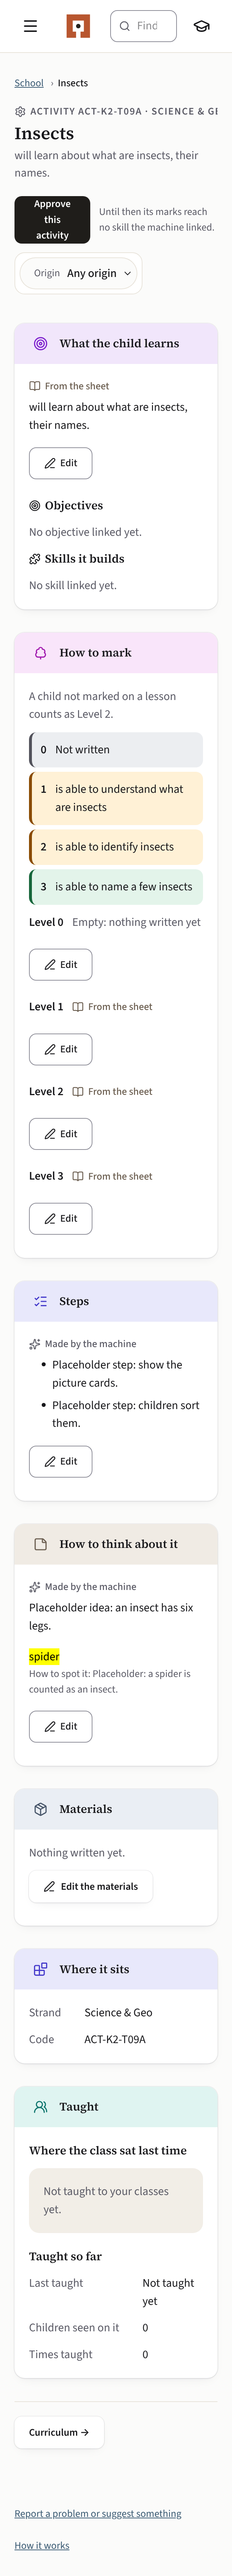 Find
School › Insects
ACTIVITY ACT-K2-T09A · SCIENCE & GE
Insects
will learn about what are insects, their
names.
Approve
this
activity
Until then its marks reach
no skill the machine linked.
Origin Any origin
What the child learns
From the sheet
will learn about what are insects,
their names.
Edit
Objectives
No objective linked yet.
Skills it builds
No skill linked yet.
How to mark
A child not marked on a lesson
counts as Level 2.
0 Not written
1 is able to understand what
are insects
2 is able to identify insects
3 is able to name a few insects
Level 0 Empty: nothing written yet
Edit
Level 1 From the sheet
Edit
Level 2 From the sheet
Edit
Level 3 From the sheet
Edit
Steps
Made by the machine
• Placeholder step: show the
picture cards.
• Placeholder step: children sort
them.
Edit
How to think about it
Made by the machine
Placeholder idea: an insect has six
legs.
spider
How to spot it: Placeholder: a spider is
counted as an insect.
Edit
Materials
Nothing written yet.
Edit the materials
Where it sits
Strand Science & Geo
Code ACT-K2-T09A
Taught
Where the class sat last time
Not taught to your classes
yet.
Taught so far
Last taught Not taught
yet
Children seen on it 0
Times taught 0
Curriculum →
Report a problem or suggest something
How it works